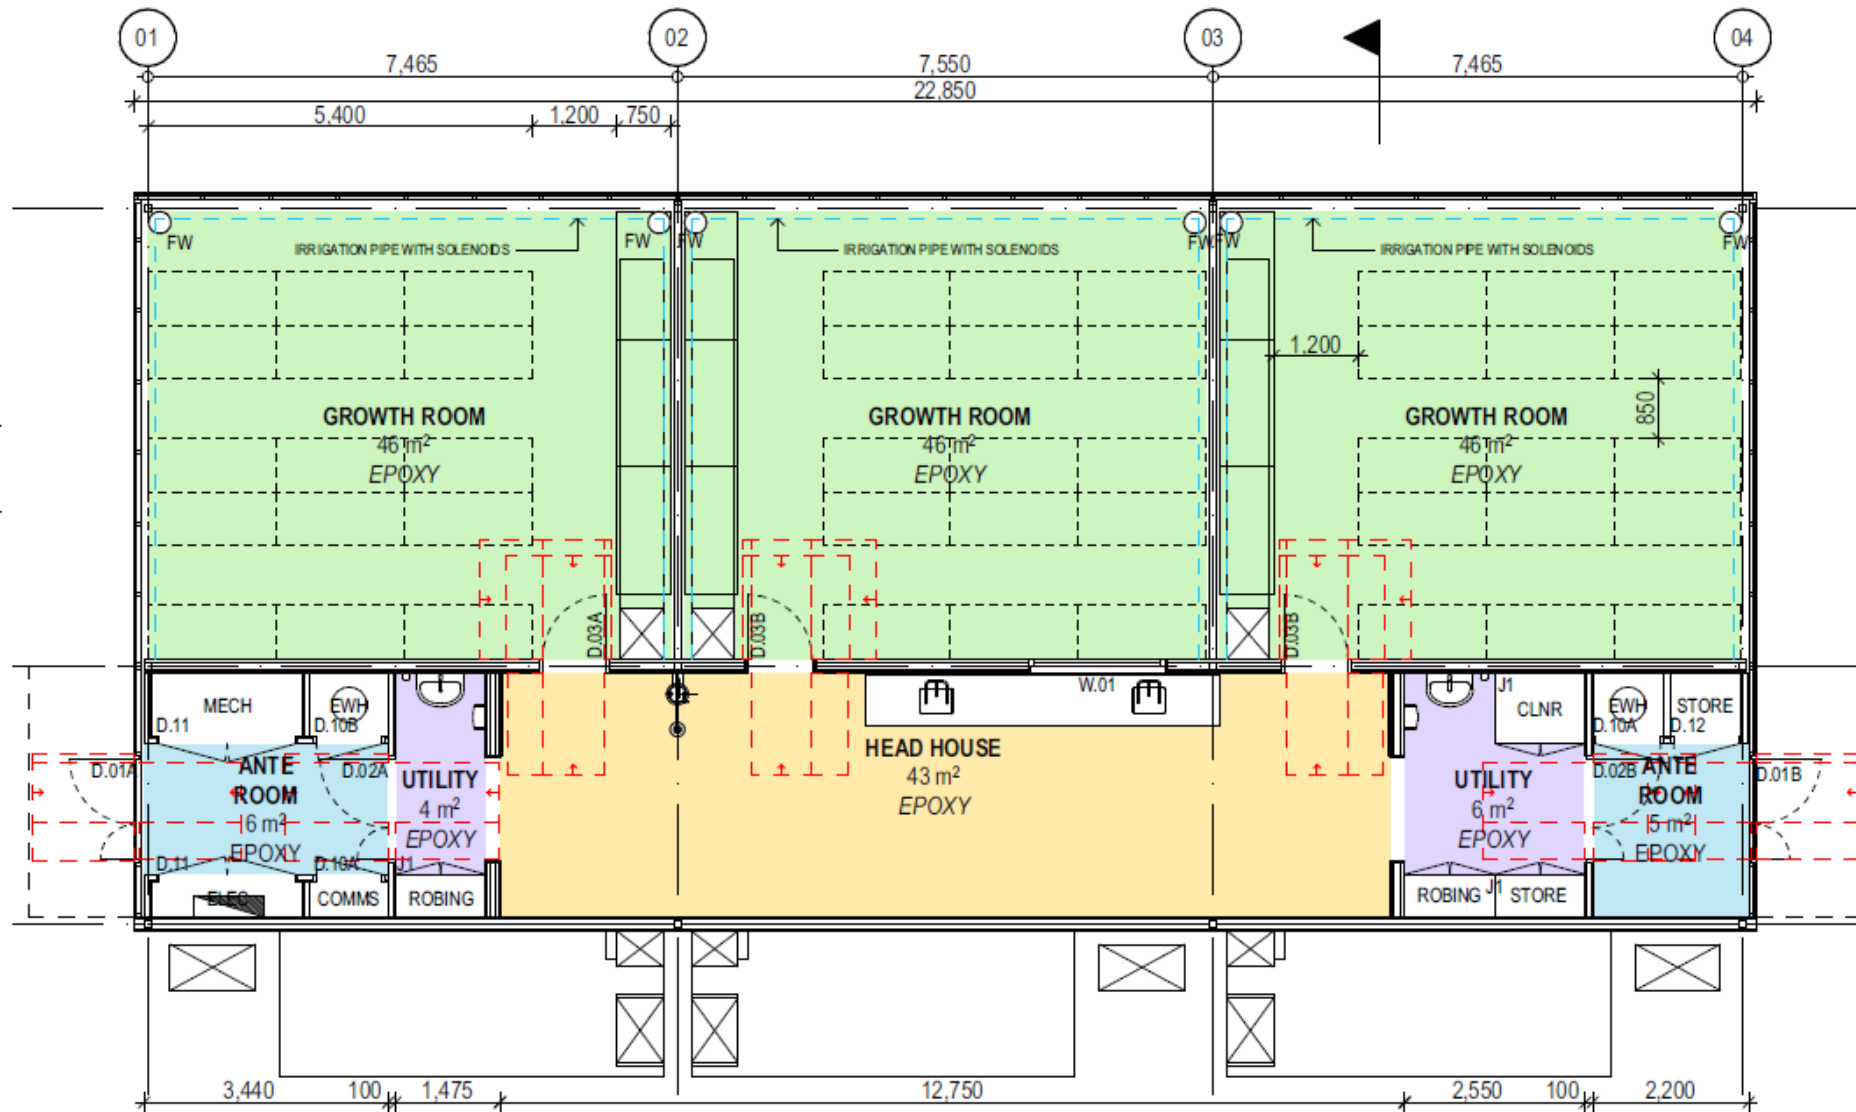 01 02 03 04
7,465 7,550 7,465
22,850
5,400 1,200 750
FW FW FW FW FW FW
IRRIGATION PIPE WITH SOLENOIDS IRRIGATION PIPE WITH SOLENOIDS IRRIGATION PIPE WITH SOLENOIDS
1,200
850
GROWTH ROOM GROWTH ROOM GROWTH ROOM
46 m² 46 m² 46 m²
EPOXY EPOXY EPOXY
D.03A D.03B D.03B
MECH EWH W.01 J1 CLNR EWH STORE
D.11 D.10B D.10A D.12
HEAD HOUSE
43 m²
EPOXY
D.01A ANTE D.02A UTILITY UTILITY D.02B ANTE D.01B
ROOM 4 m² 6 m² ROOM
6 m² EPOXY EPOXY 5 m²
EPOXY EPOXY
D.11 D.10A J1
ELEC COMMS ROBING ROBING J1 STORE
3,440 100 1,475 12,750 2,550 100 2,200